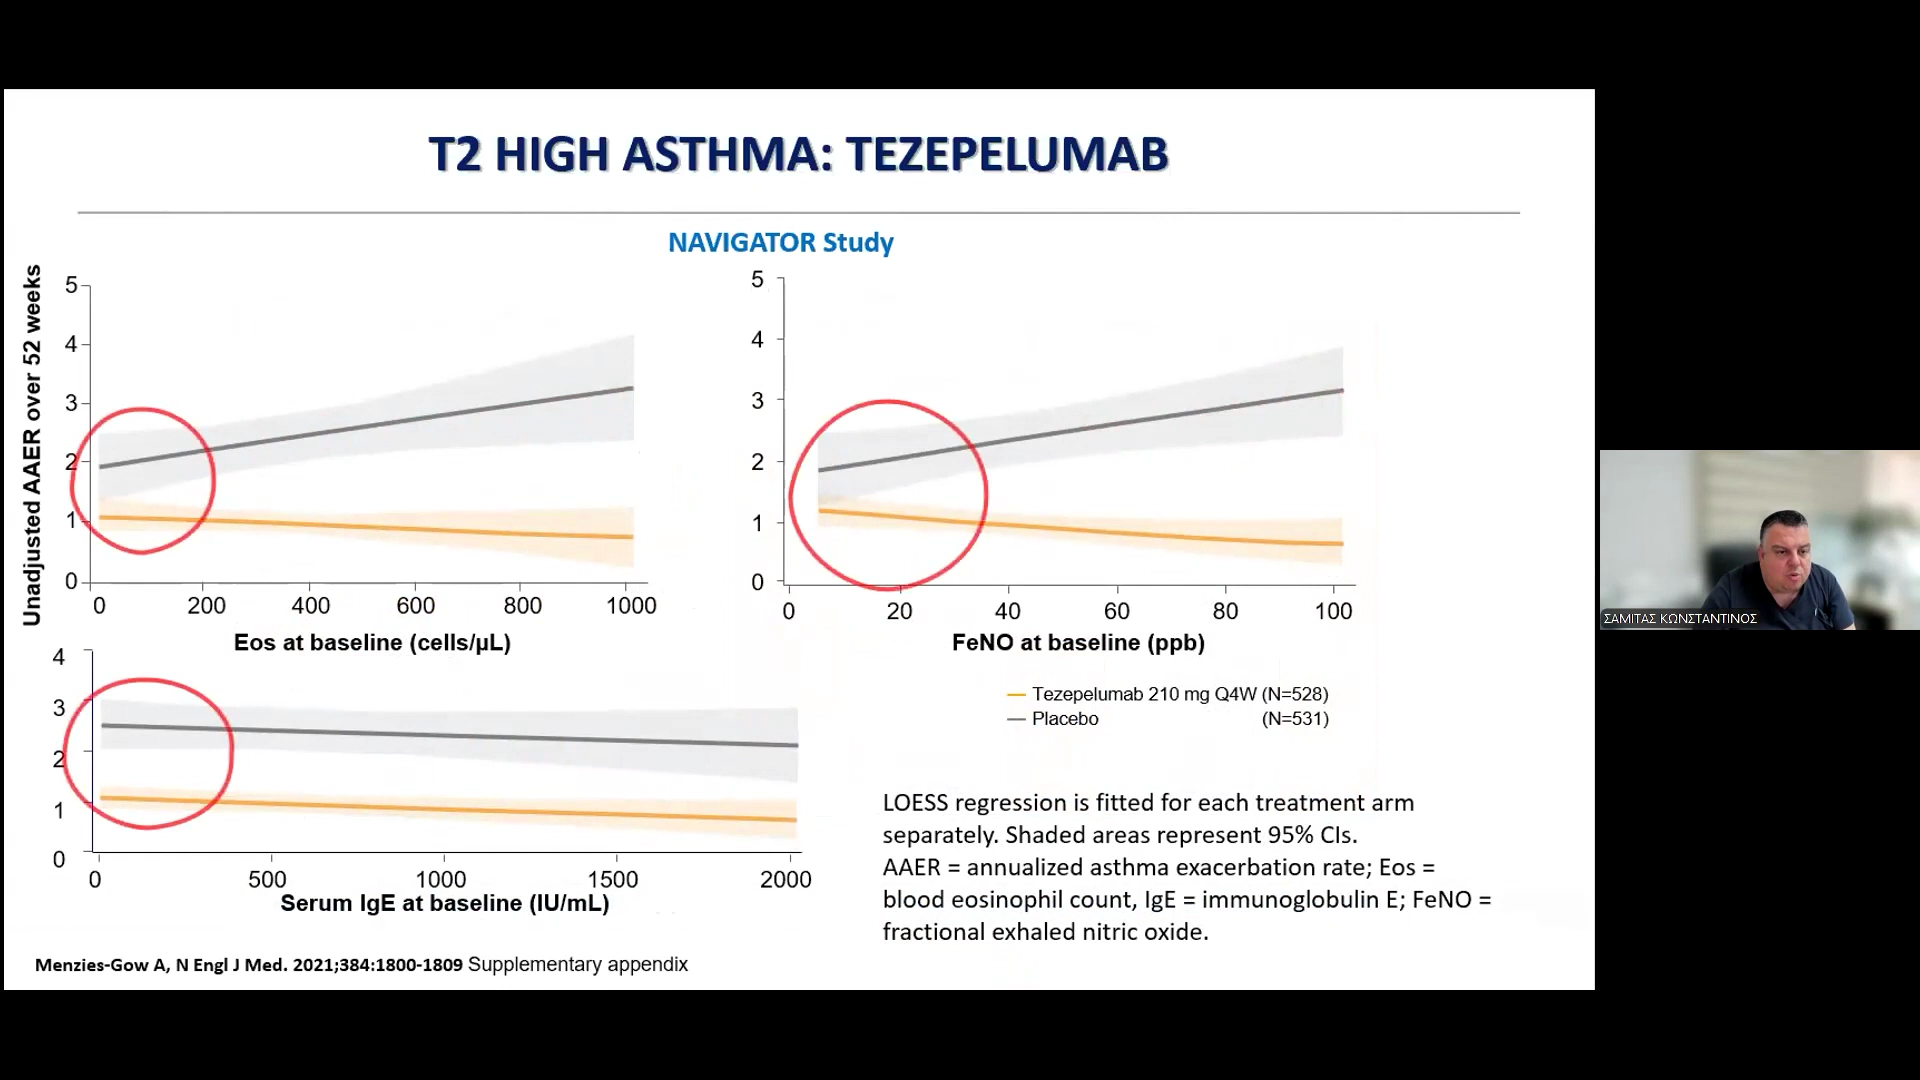 T2 HIGH ASTHMA: TEZEPELUMAB
NAVIGATOR Study
Unadjusted AAER over 52 weeks
5
4
3
2
1
0
0 200 400 600 800 1000
Eos at baseline (cells/µL)
5
4
3
2
1
0
0 20 40 60 80 100
FeNO at baseline (ppb)
4
3
2
1
0
0 500 1000 1500 2000
Serum IgE at baseline (IU/mL)
Tezepelumab 210 mg Q4W (N=528)
Placebo (N=531)
LOESS regression is fitted for each treatment arm
separately. Shaded areas represent 95% CIs.
AAER = annualized asthma exacerbation rate; Eos =
blood eosinophil count, IgE = immunoglobulin E; FeNO =
fractional exhaled nitric oxide.
Menzies-Gow A, N Engl J Med. 2021;384:1800-1809 Supplementary appendix
ΣΑΜΙΤΑΣ ΚΩΝΣΤΑΝΤΙΝΟΣ